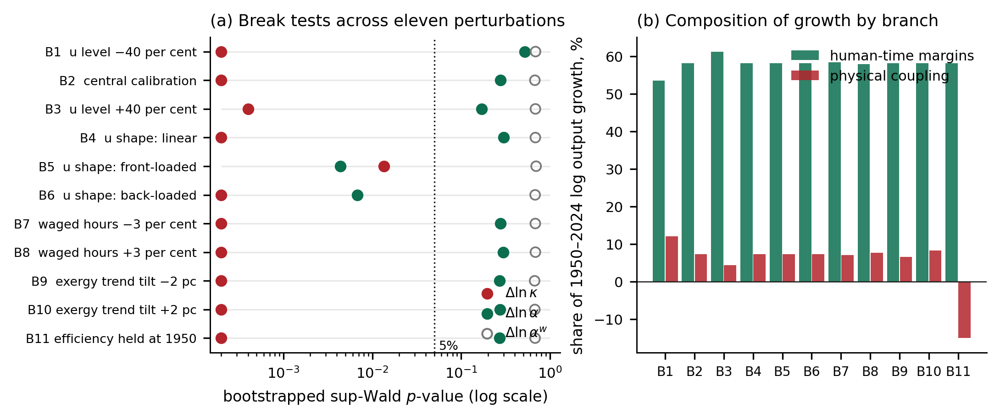 (a) Break tests across eleven perturbations
B1 u level −40 per cent
B2 central calibration
B3 u level +40 per cent
B4 u shape: linear
B5 u shape: front-loaded
B6 u shape: back-loaded
B7 waged hours −3 per cent
B8 waged hours +3 per cent
B9 exergy trend tilt −2 pc
B10 exergy trend tilt +2 pc
B11 efficiency held at 1950
Δln κ
Δln α
Δln αʷ
5%
10⁻³ 10⁻² 10⁻¹ 10⁰
bootstrapped sup-Wald p-value (log scale)
(b) Composition of growth by branch
share of 1950–2024 log output growth, %
human-time margins
physical coupling
60
50
40
30
20
10
0
−10
B1 B2 B3 B4 B5 B6 B7 B8 B9 B10 B11